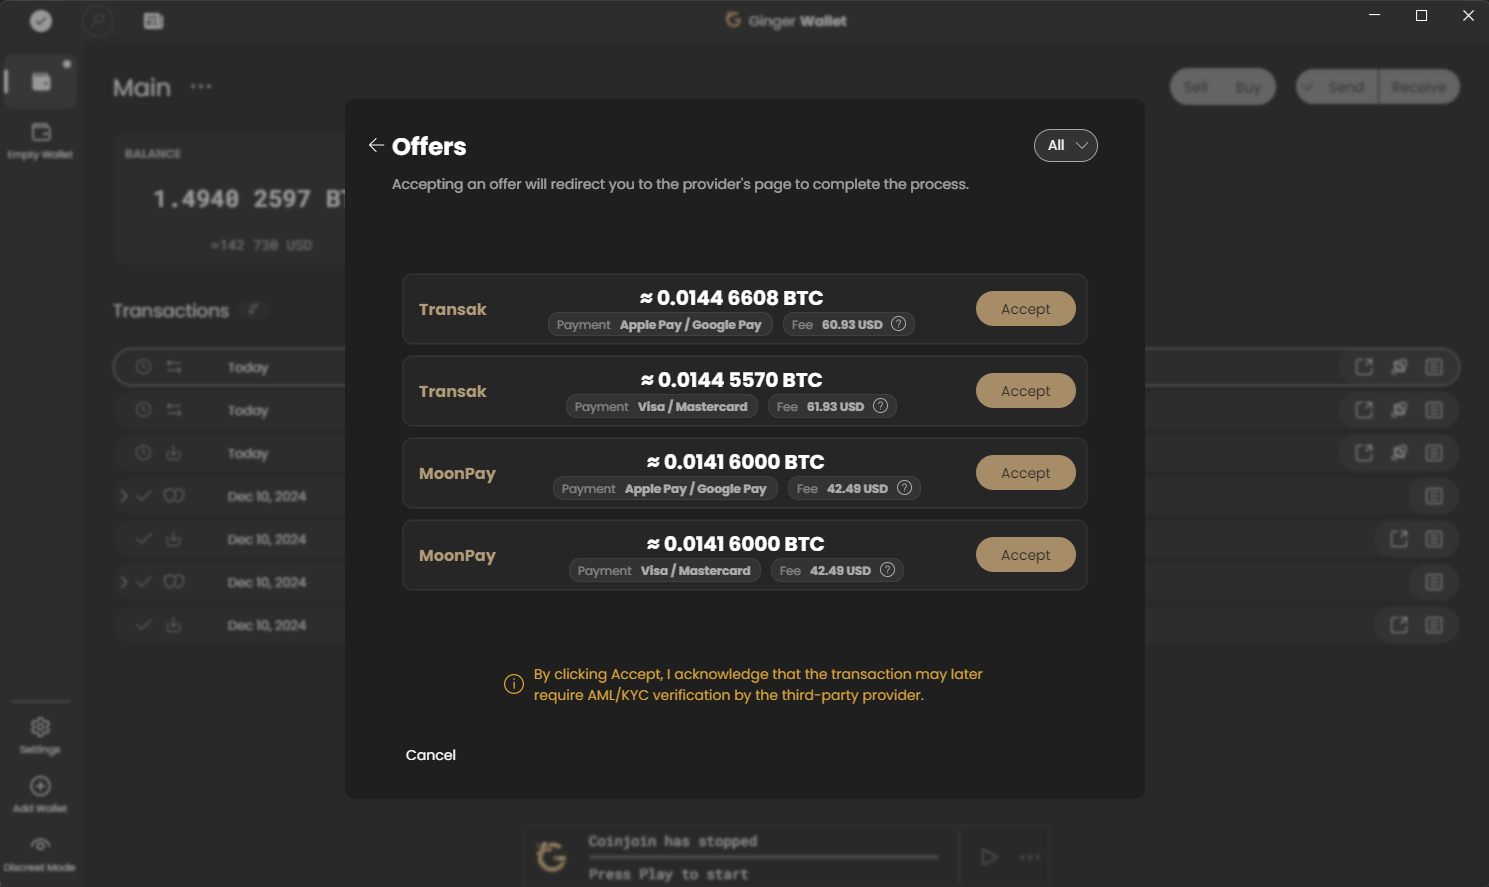 Ginger Wallet
Main
Sell Buy
Send Receive
Empty Wallet
BALANCE
1.4940 2597
≈142 730 USD
Transactions
Today
Today
Today
Dec 10, 2024
Dec 10, 2024
Dec 10, 2024
Dec 10, 2024
Settings
Add Wallet
Discreet Mode
Offers
All
Accepting an offer will redirect you to the provider's page to complete the process.
Transak
≈ 0.0144 6608 BTC
Payment Apple Pay / Google Pay Fee 60.93 USD ?
Accept
Transak
≈ 0.0144 5570 BTC
Payment Visa / Mastercard Fee 61.93 USD ?
Accept
MoonPay
≈ 0.0141 6000 BTC
Payment Apple Pay / Google Pay Fee 42.49 USD ?
Accept
MoonPay
≈ 0.0141 6000 BTC
Payment Visa / Mastercard Fee 42.49 USD ?
Accept
By clicking Accept, I acknowledge that the transaction may later
require AML/KYC verification by the third-party provider.
Cancel
Coinjoin has stopped
Press Play to start